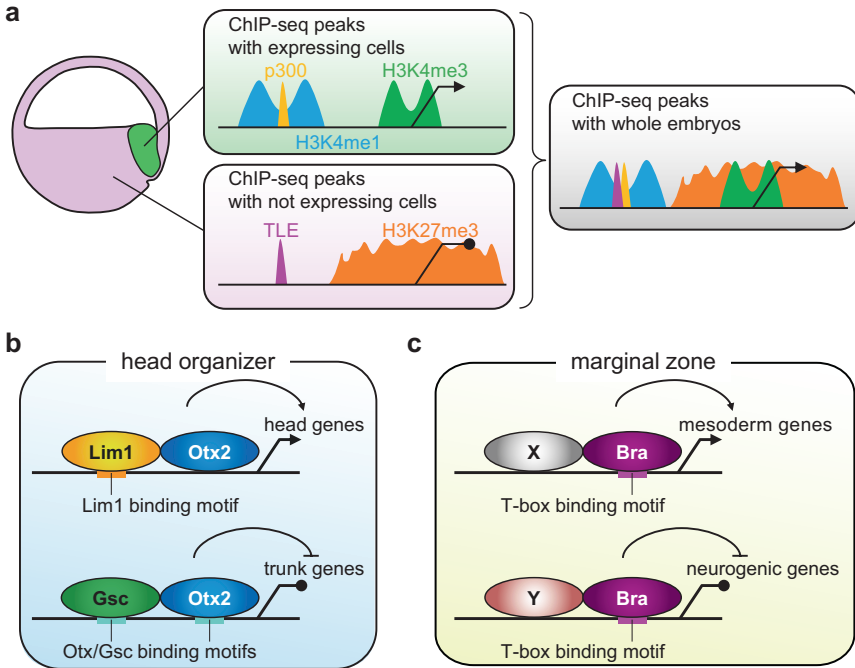 a
ChIP-seq peaks
with expressing cells
p300
H3K4me3
H3K4me1
ChIP-seq peaks
with not expressing cells
TLE
H3K27me3
ChIP-seq peaks
with whole embryos
b
head organizer
head genes
Lim1
Otx2
Lim1 binding motif
trunk genes
Gsc
Otx2
Otx/Gsc binding motifs
c
marginal zone
mesoderm genes
X
Bra
T-box binding motif
neurogenic genes
Y
Bra
T-box binding motif